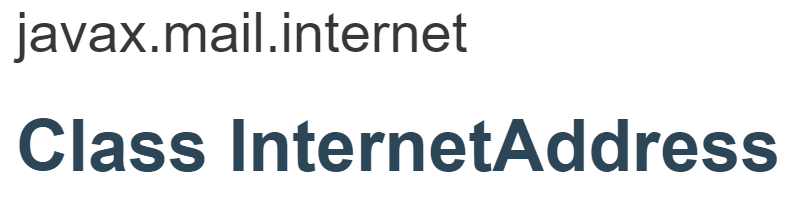 javax.mail.internet
Class InternetAddress